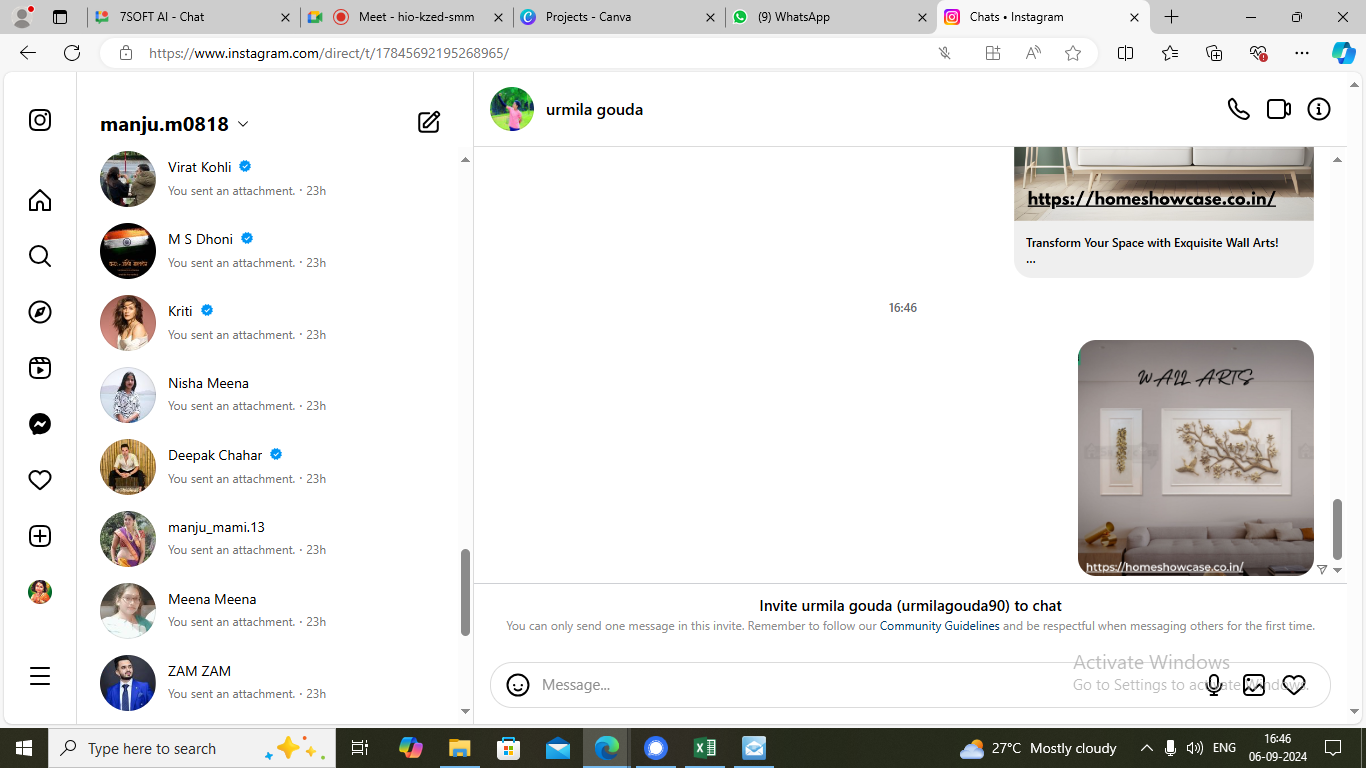 7SOFT AI - Chat
Meet - hio-kzed-smm
Projects - Canva
(9) WhatsApp
Chats • Instagram
https://www.instagram.com/direct/t/17845692195268965/
manju.m0818
Virat Kohli
You sent an attachment. · 23h
M S Dhoni
You sent an attachment. · 23h
Kriti
You sent an attachment. · 23h
Nisha Meena
You sent an attachment. · 23h
Deepak Chahar
You sent an attachment. · 23h
manju_mami.13
You sent an attachment. · 23h
Meena Meena
You sent an attachment. · 23h
ZAM ZAM
You sent an attachment. · 23h
urmila gouda
https://homeshowcase.co.in/
Transform Your Space with Exquisite Wall Arts!
...
16:46
WALL ARTS
https://homeshowcase.co.in/
Invite urmila gouda (urmilagouda90) to chat
You can only send one message in this invite. Remember to follow our Community Guidelines and be respectful when messaging others for the first time.
Message...
Activate Windows
Go to Settings to activate Windows.
Type here to search
27°C Mostly cloudy
ENG
16:46
06-09-2024